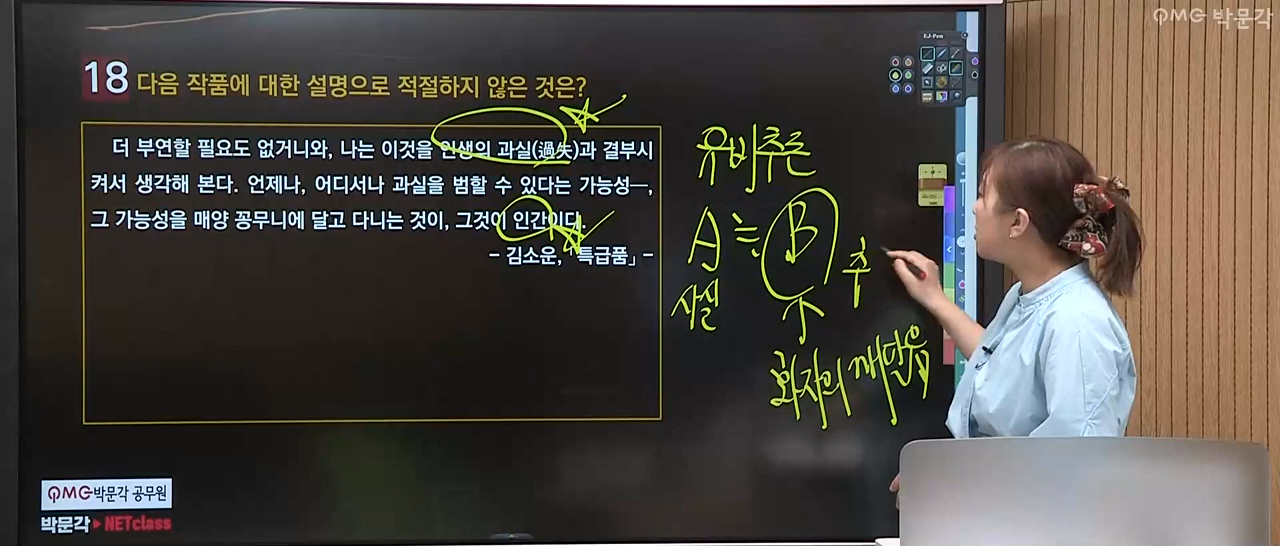 PMG 박문각
EJ-Pen
18 다음 작품에 대한 설명으로 적절하지 않은 것은?
더 부연할 필요도 없거니와, 나는 이것을 인생의 과실(過失)과 결부시
켜서 생각해 본다. 언제나, 어디서나 과실을 범할 수 있다는 가능성―,
그 가능성을 매양 꽁무니에 달고 다니는 것이, 그것이 인간이다.
- 김소운, 「특급품」 -
유비추론
A ≒ B 추
사실
화자의 깨달음
PMG 박문각 공무원
박문각 ▶ NETclass